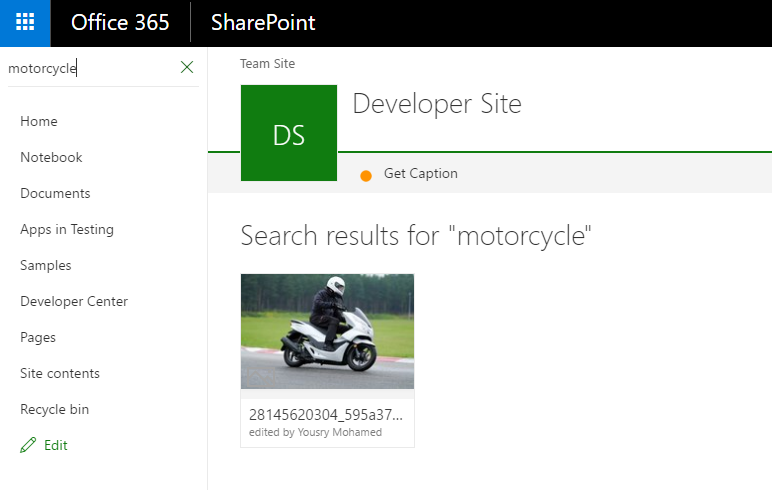 Office 365 SharePoint
motorcycle
Home
Notebook
Documents
Apps in Testing
Samples
Developer Center
Pages
Site contents
Recycle bin
Edit
Team Site
DS
Developer Site
Get Caption
Search results for "motorcycle"
28145620304_595a37...
edited by Yousry Mohamed